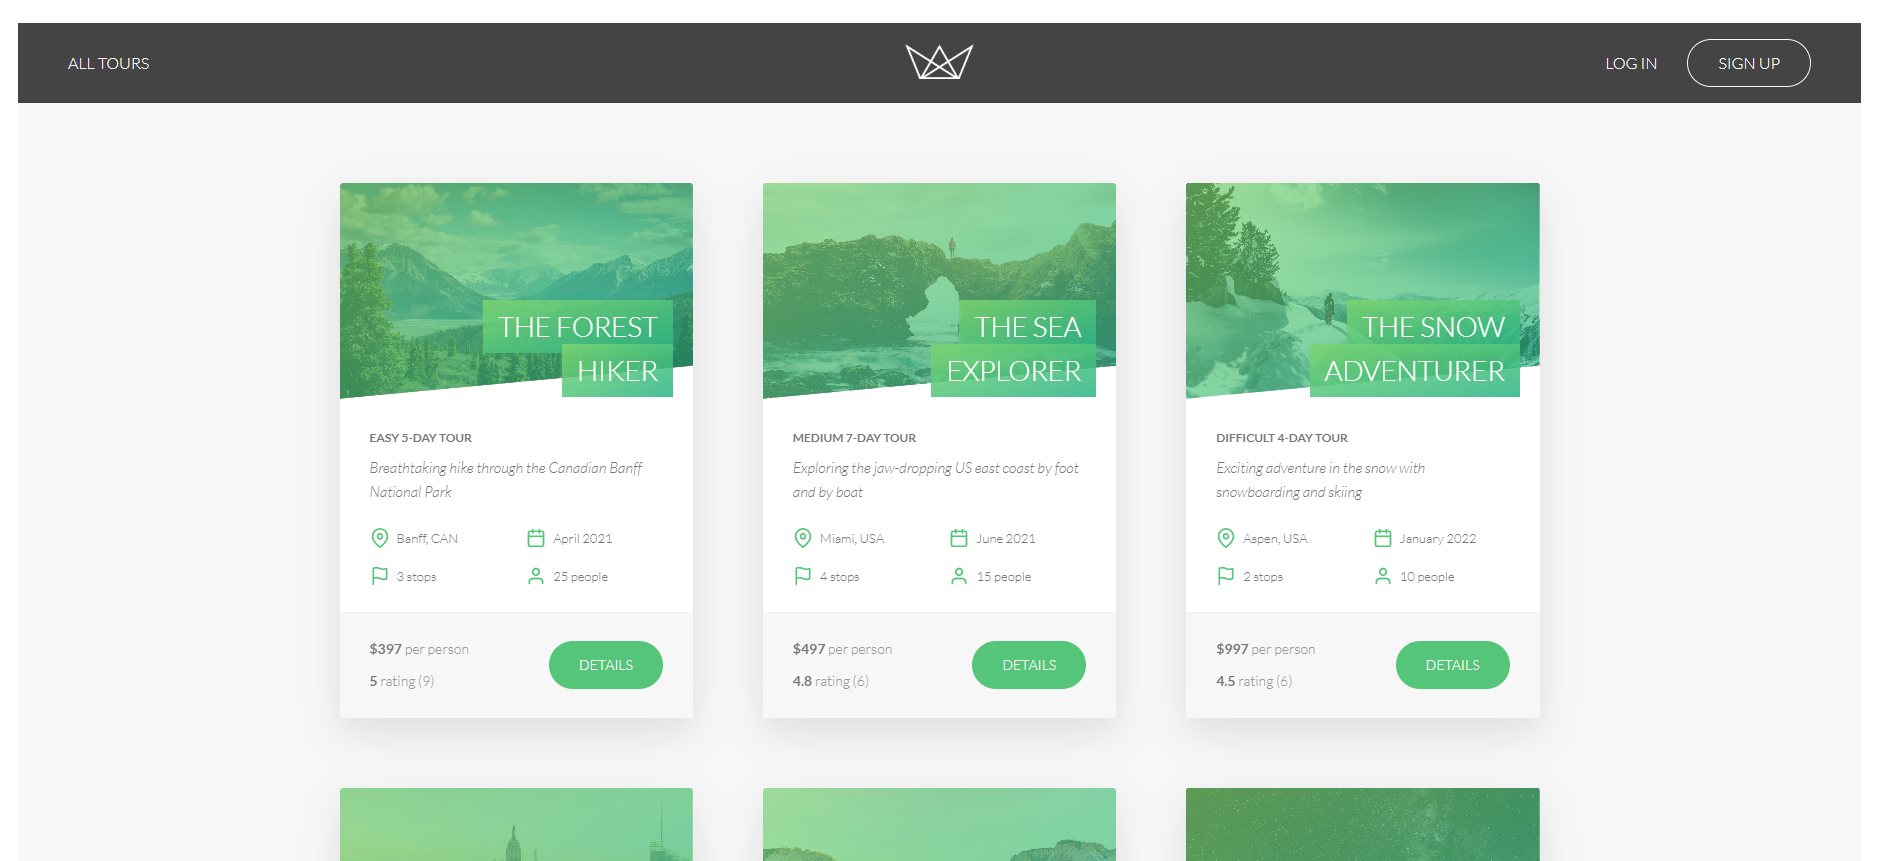 ALL TOURS
LOG IN
SIGN UP
THE FOREST
HIKER
EASY 5-DAY TOUR
Breathtaking hike through the Canadian Banff
National Park
Banff, CAN
April 2021
3 stops
25 people
$397 per person
5 rating (9)
DETAILS
THE SEA
EXPLORER
MEDIUM 7-DAY TOUR
Exploring the jaw-dropping US east coast by foot
and by boat
Miami, USA
June 2021
4 stops
15 people
$497 per person
4.8 rating (6)
DETAILS
THE SNOW
ADVENTURER
DIFFICULT 4-DAY TOUR
Exciting adventure in the snow with
snowboarding and skiing
Aspen, USA
January 2022
2 stops
10 people
$997 per person
4.5 rating (6)
DETAILS